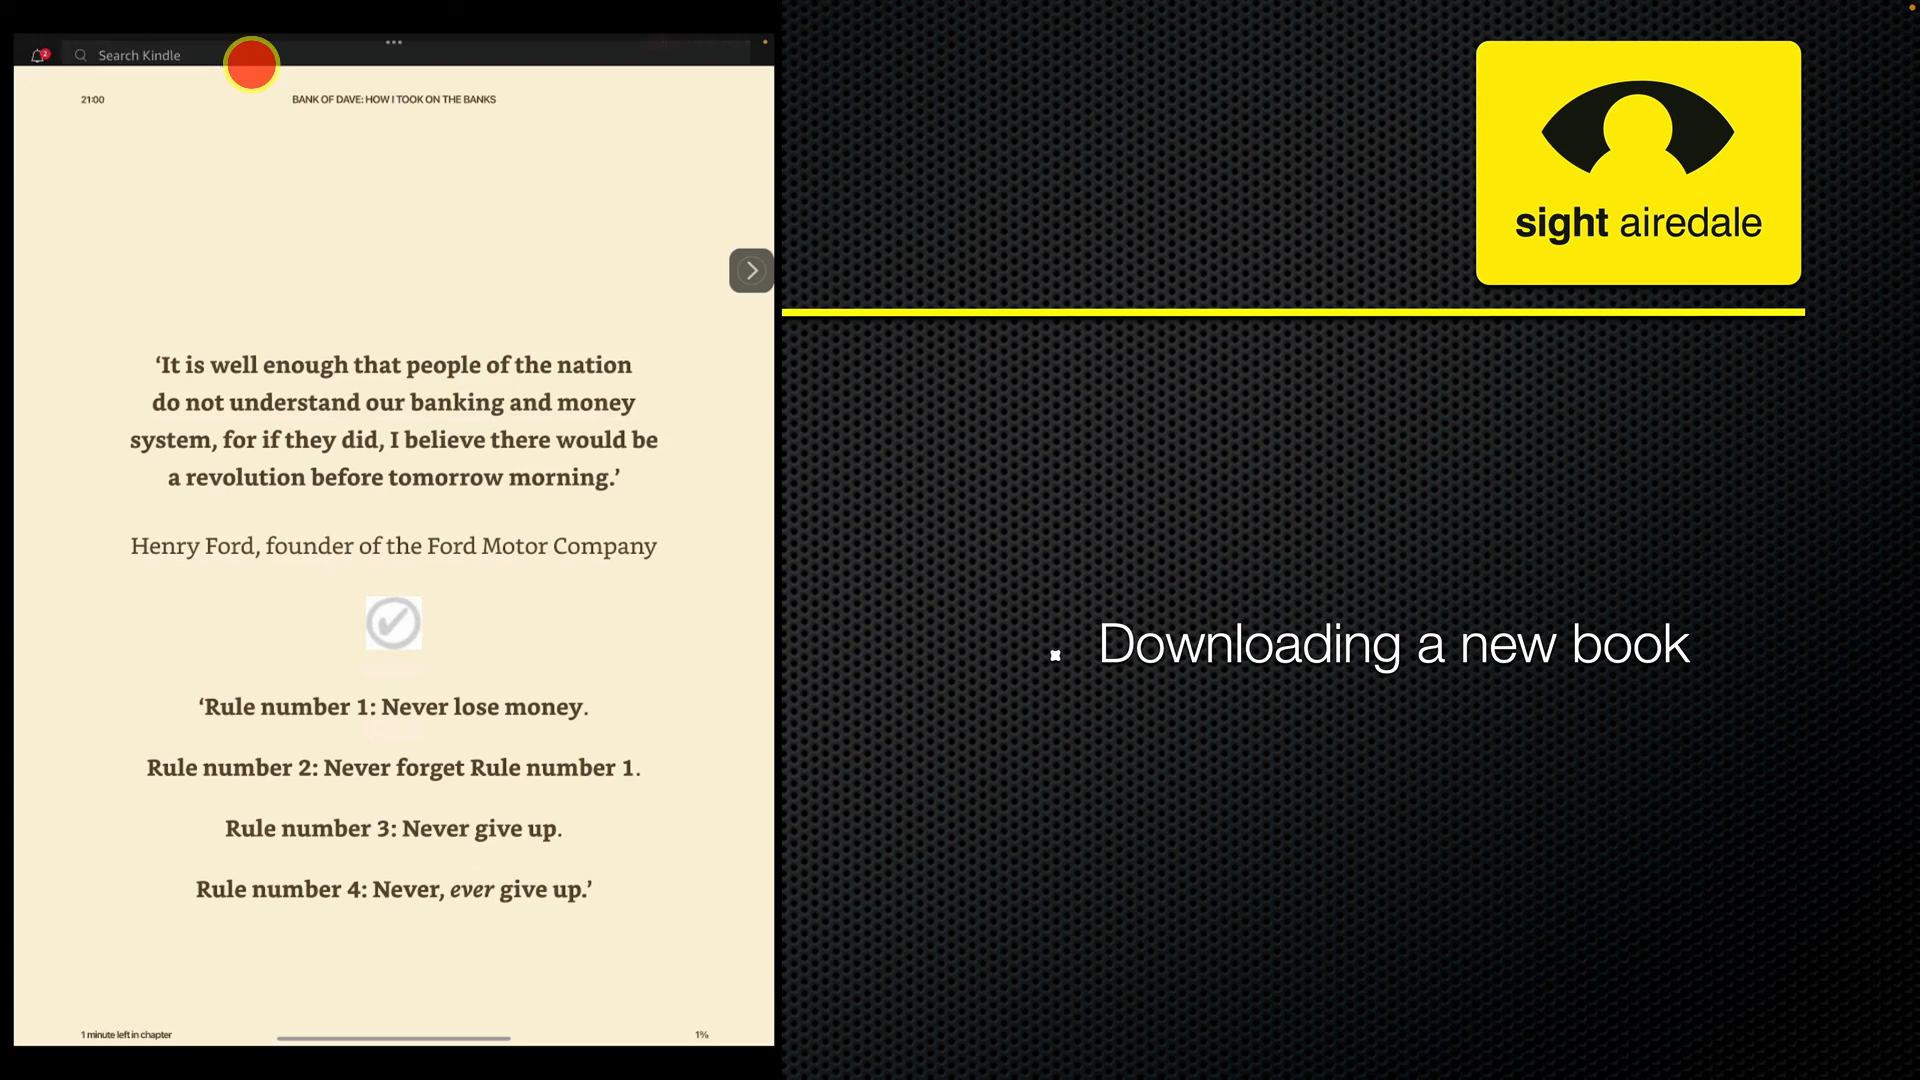 2
Search Kindle
21:00
BANK OF DAVE: HOW I TOOK ON THE BANKS
‘It is well enough that people of the nation
do not understand our banking and money
system, for if they did, I believe there would be
a revolution before tomorrow morning.’
Henry Ford, founder of the Ford Motor Company
‘Rule number 1: Never lose money.
Rule number 2: Never forget Rule number 1.
Rule number 3: Never give up.
Rule number 4: Never, ever give up.’
1 minute left in chapter
1%
sight airedale
Downloading a new book